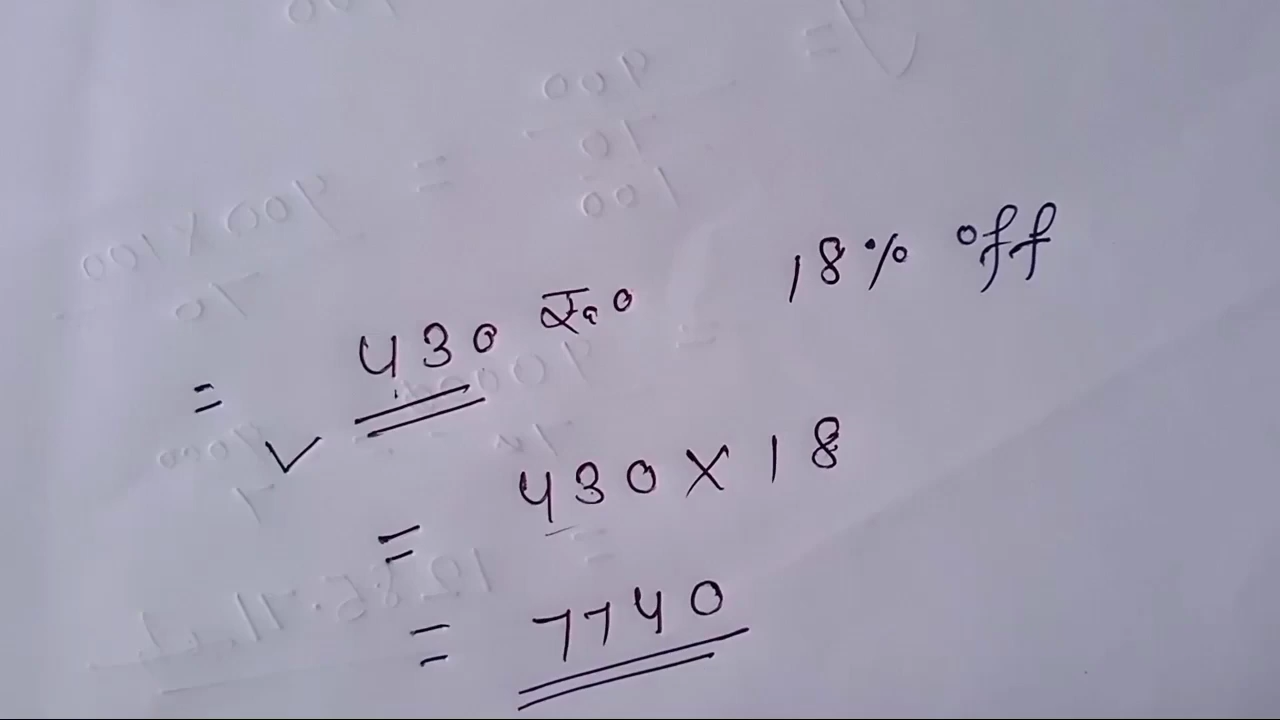 = 430 रू० 18% off
✓
= 430 X 18
= 7740